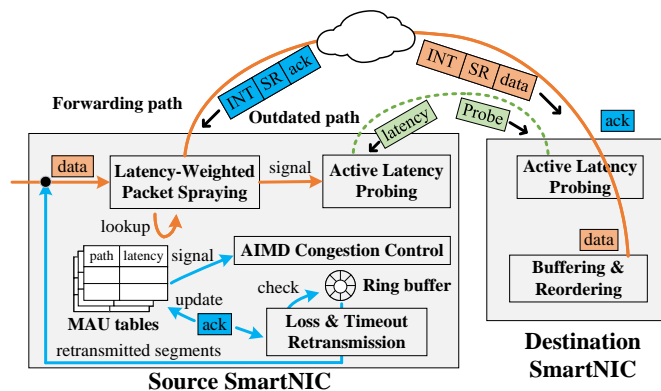 INT SR ack
INT SR data
Forwarding path
Outdated path
latency
Probe
ack
data
Latency-Weighted
Packet Spraying
signal
Active Latency
Probing
Active Latency
Probing
lookup
path latency
signal
AIMD Congestion Control
data
check
Ring buffer
Buffering &
Reordering
update
MAU tables
ack
Loss & Timeout
Retransmission
retransmitted segments
Source SmartNIC
Destination
SmartNIC